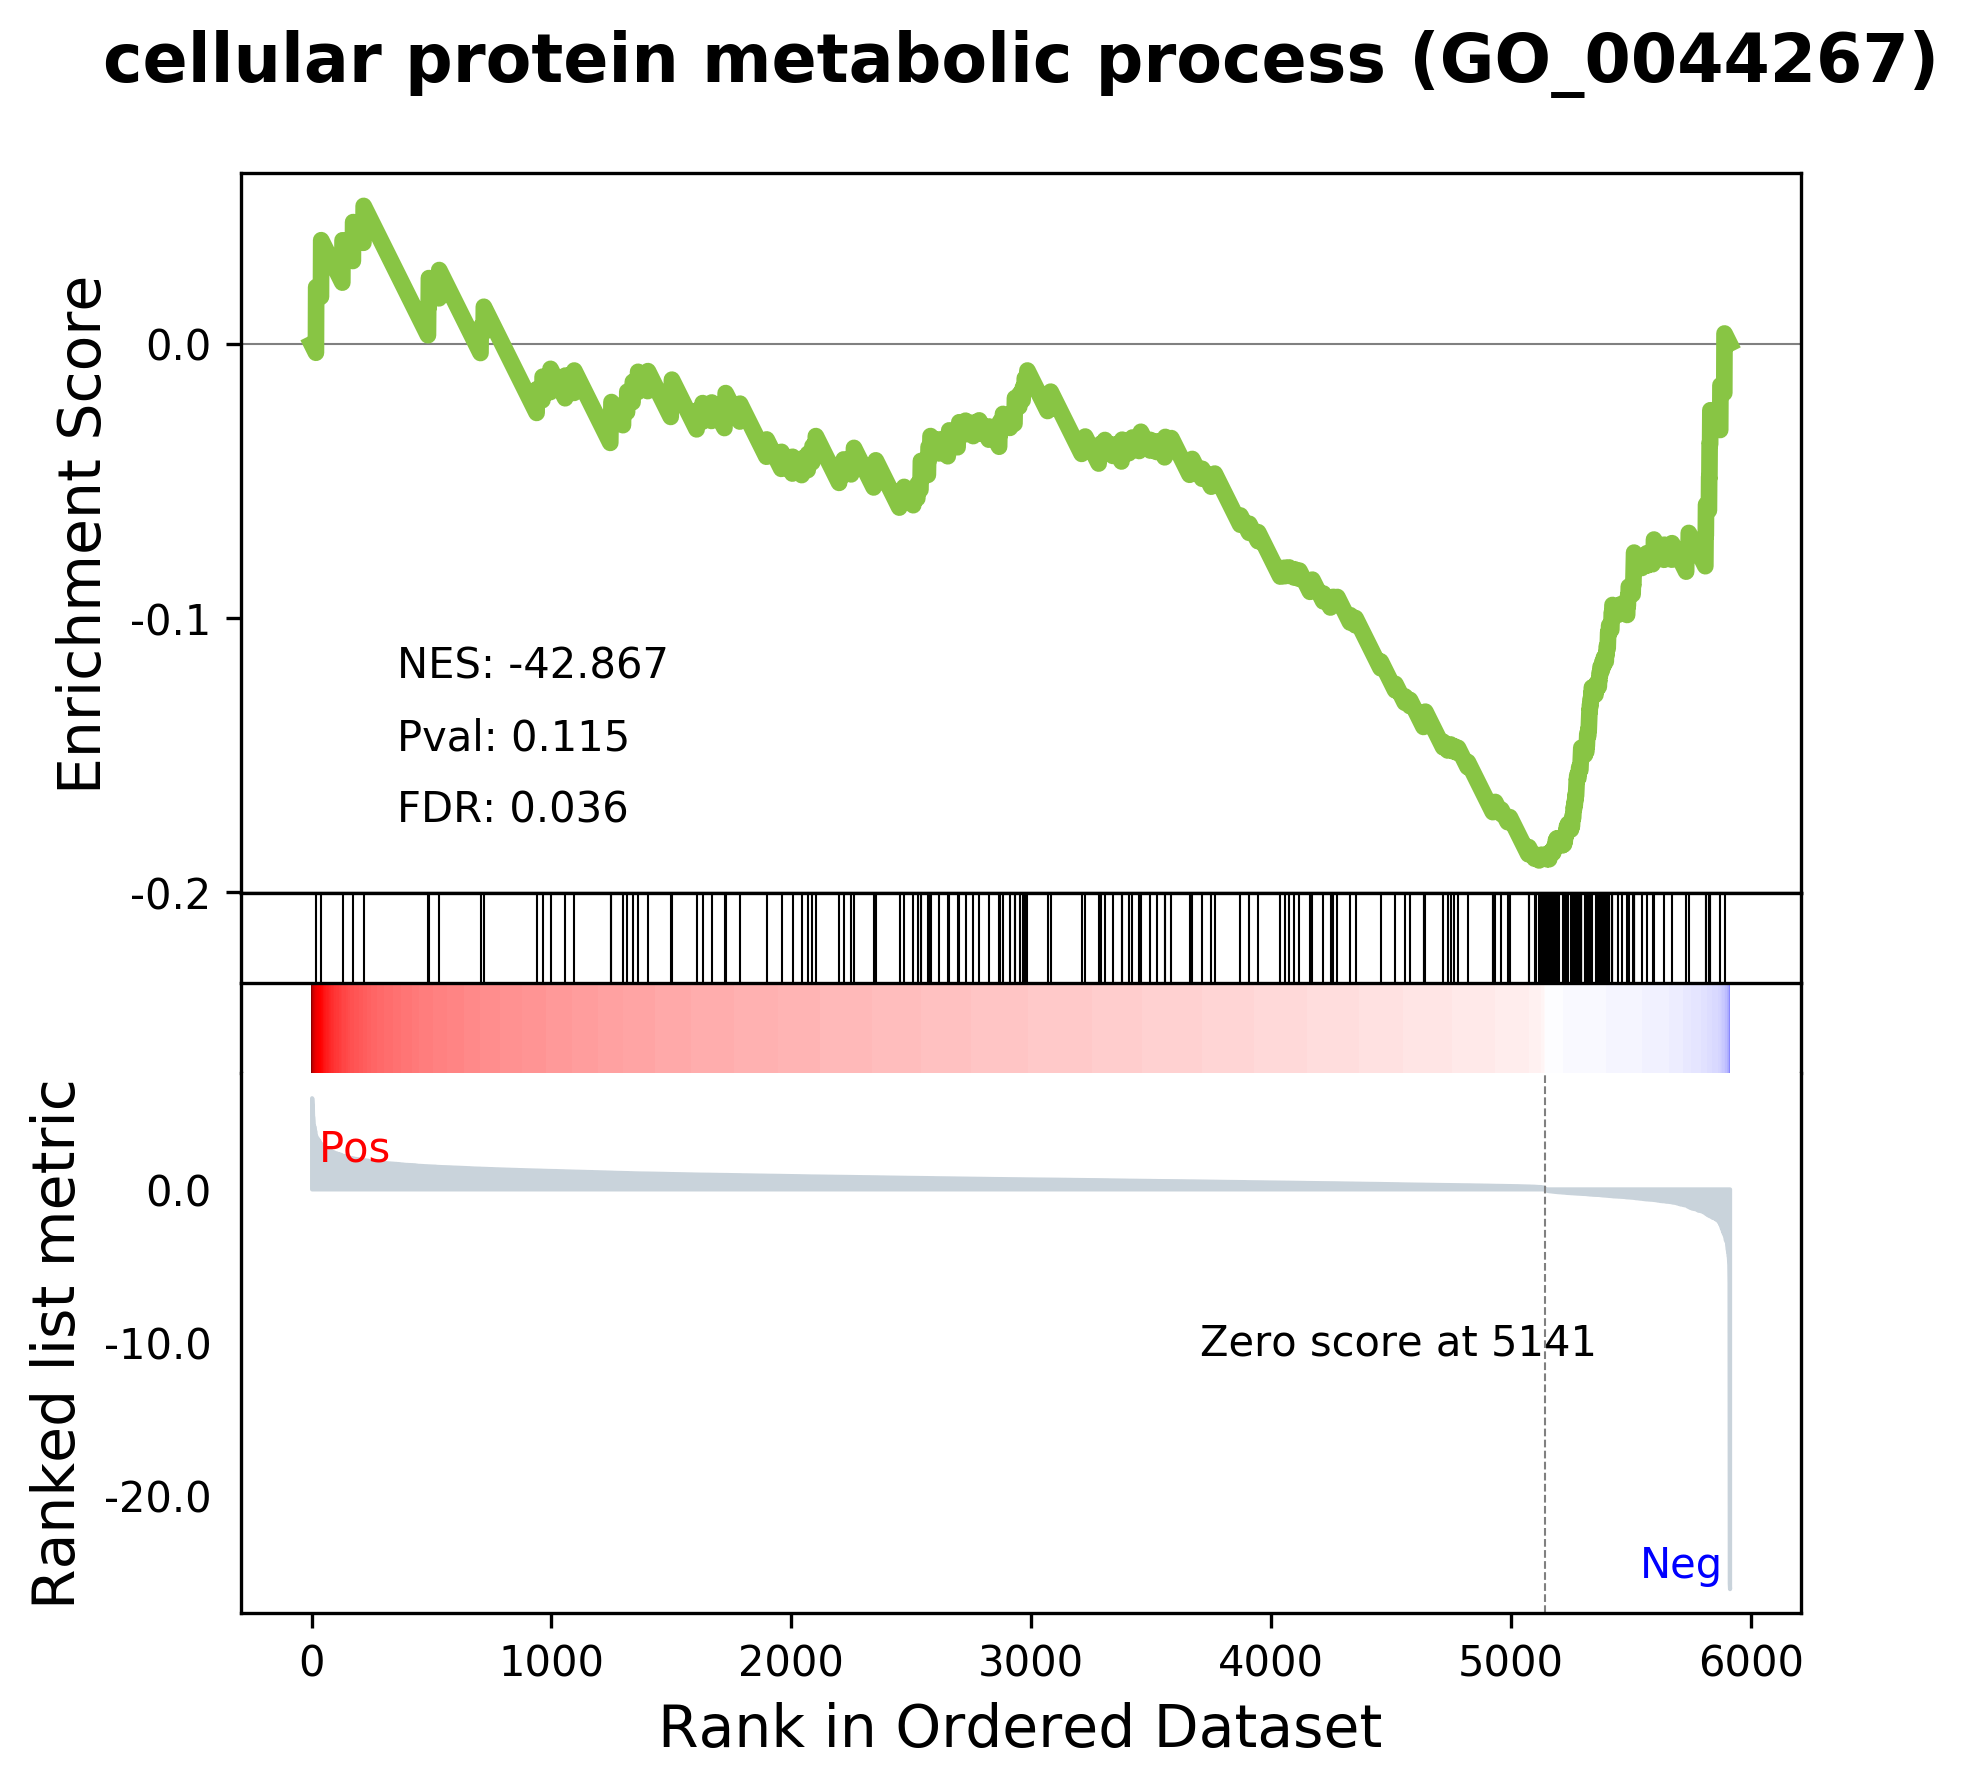 cellular protein metabolic process (GO_0044267)
Enrichment Score
0.0
-0.1
-0.2
NES: -42.867
Pval: 0.115
FDR: 0.036
Ranked list metric
Pos
0.0
-10.0
-20.0
Zero score at 5141
Neg
0 1000 2000 3000 4000 5000 6000
Rank in Ordered Dataset